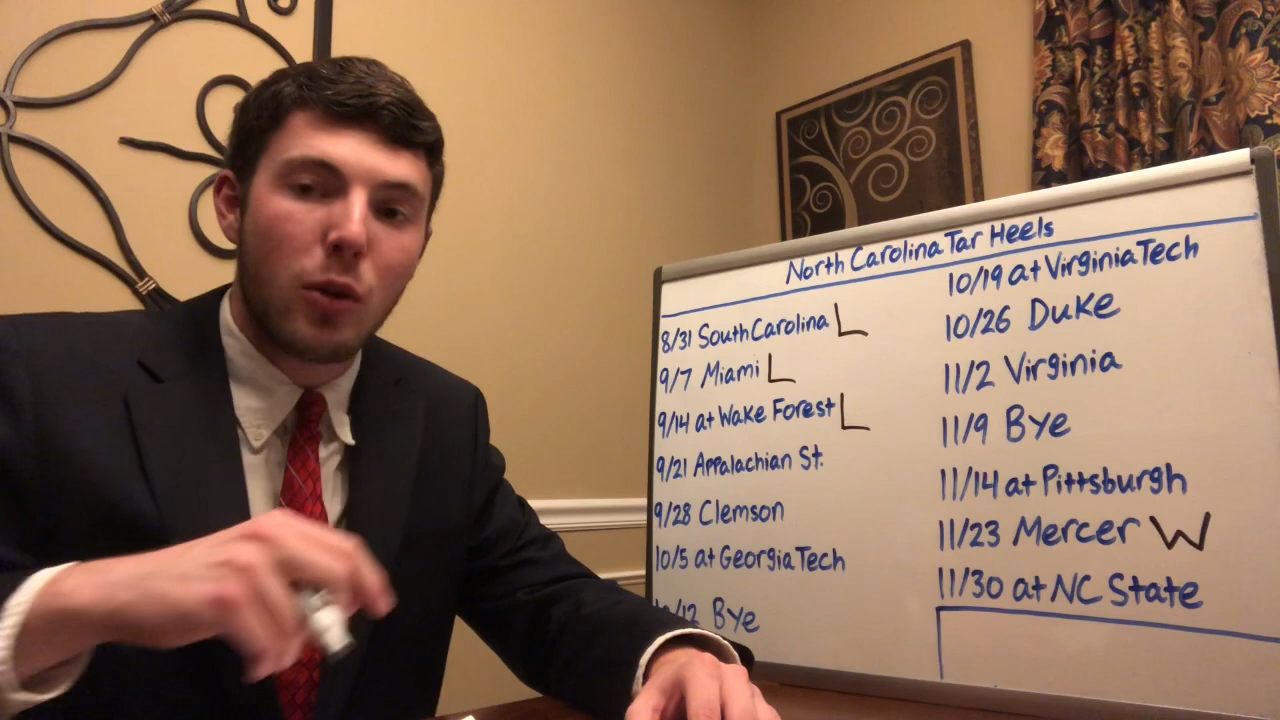 North Carolina Tar Heels
8/31 South Carolina L
9/7 Miami L
9/14 at Wake Forest L
9/21 Appalachian St.
9/28 Clemson
10/5 at Georgia Tech
/12 Bye
10/19 at Virginia Tech
10/26 Duke
11/2 Virginia
11/9 Bye
11/14 at Pittsburgh
11/23 Mercer W
11/30 at NC State